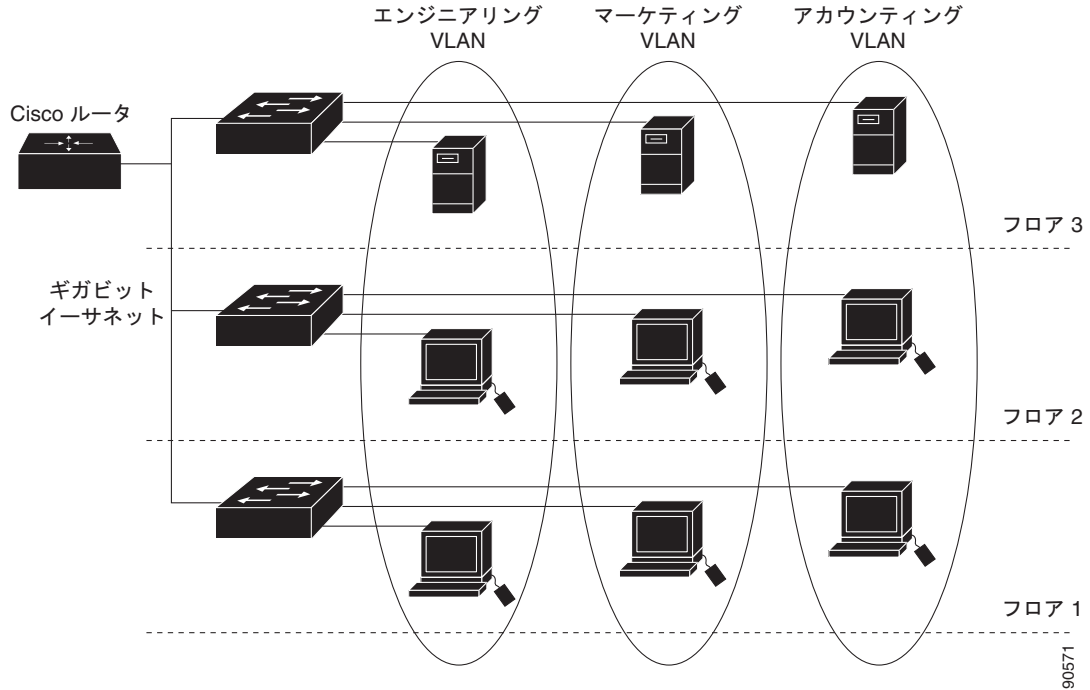 エンジニアリング
VLAN
マーケティング
VLAN
アカウンティング
VLAN
Cisco ルータ
フロア 3
ギガビット
イーサネット
フロア 2
フロア 1
90571